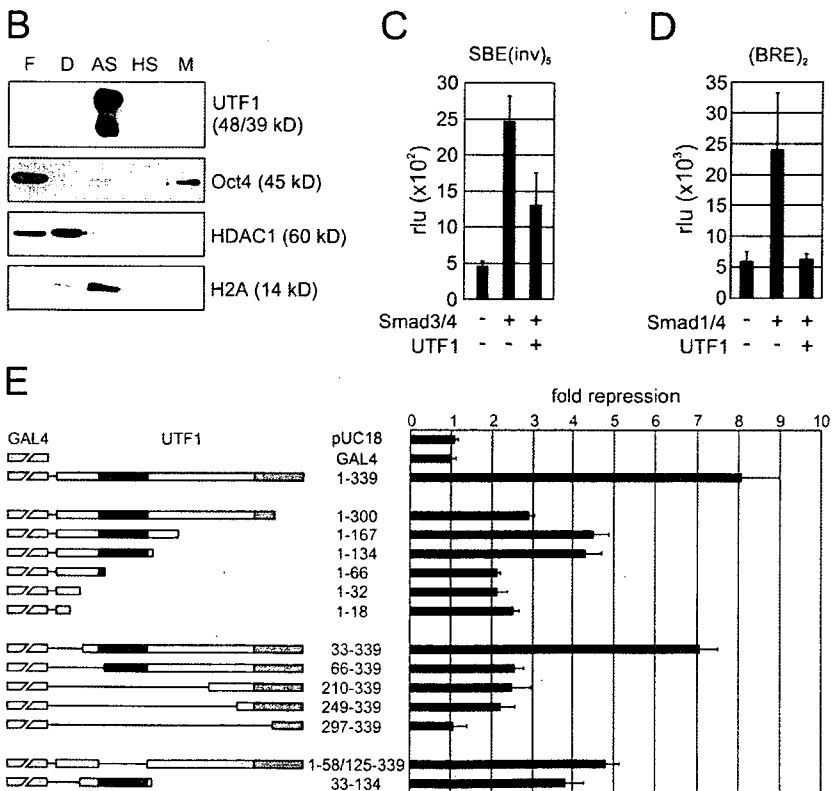 B
F D AS HS M
UTF1
(48/39 kD)
Oct4 (45 kD)
HDAC1 (60 kD)
H2A (14 kD)
C
SBE(inv)₅
rlu (x10²)
30
25
20
15
10
5
0
Smad3/4 - + +
UTF1 - - +
D
(BRE)₂
rlu (x10³)
35
30
25
20
15
10
5
0
Smad1/4 - + +
UTF1 - - +
E
fold repression
0 1 2 3 4 5 6 7 8 9 10
GAL4 UTF1 pUC18
GAL4
1-339
1-300
1-167
1-134
1-66
1-32
1-18
33-339
66-339
210-339
249-339
297-339
1-58/125-339
33-134